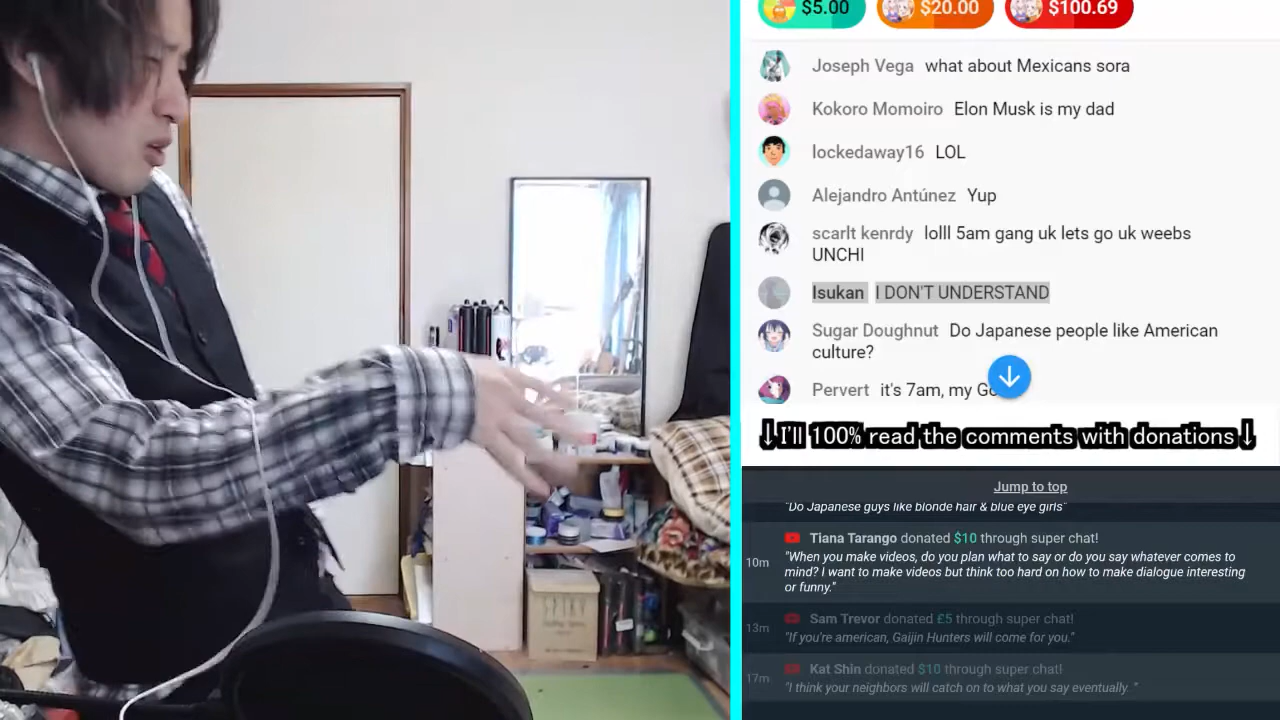 $5.00 $20.00 $100.69
Joseph Vega what about Mexicans sora
Kokoro Momoiro Elon Musk is my dad
lockedaway16 LOL
Alejandro Antúnez Yup
scarlt kenrdy lolll 5am gang uk lets go uk weebs
UNCHI
Isukan I DON'T UNDERSTAND
Sugar Doughnut Do Japanese people like American
culture?
Pervert it's 7am, my
↓I'll 100% read the comments with donations↓
Jump to top
"Do Japanese guys like blonde hair & blue eye girls"
Tiana Tarango donated $10 through super chat!
10m
"When you make videos, do you plan what to say or do you say whatever comes to
mind? I want to make videos but think too hard on how to make dialogue interesting
or funny."
Sam Trevor donated £5 through super chat!
13m
"If you're american, Gaijin Hunters will come for you."
Kat Shin donated $10 through super chat!
17m
"I think your neighbors will catch on to what you say eventually. "